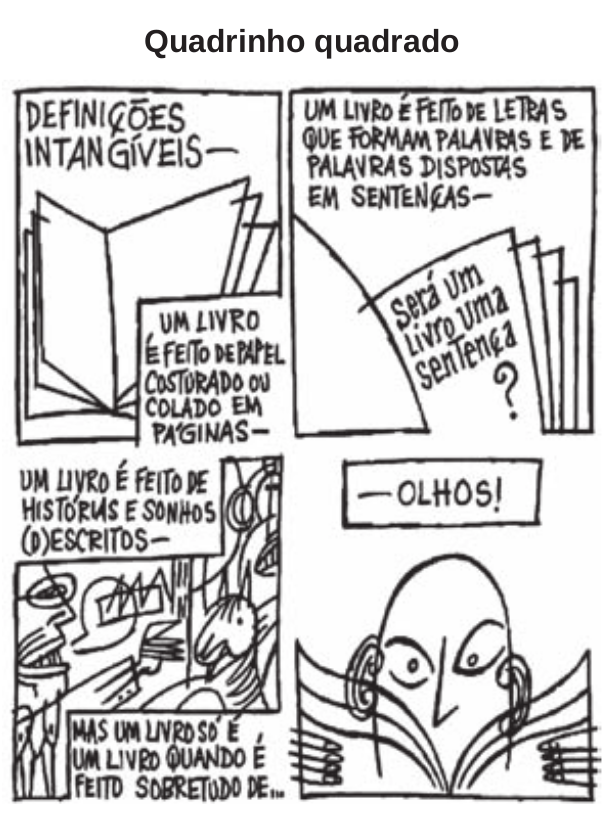 Quadrinho quadrado
DEFINIÇÕES
INTANGÍVEIS—
UM LIVRO
É FEITO DE PAPEL
COSTURADO OU
COLADO EM
PÁGINAS—
UM LIVRO É FEITO DE LETRAS
QUE FORMAM PALAVRAS E DE
PALAVRAS DISPOSTAS
EM SENTENÇAS—
Será um
livro uma
sentença
?
UM LIVRO É FEITO DE
HISTÓRIAS E SONHOS
(D)ESCRITOS—
MAS UM LIVRO SÓ É
UM LIVRO QUANDO É
FEITO SOBRETUDO DE...
—OLHOS!